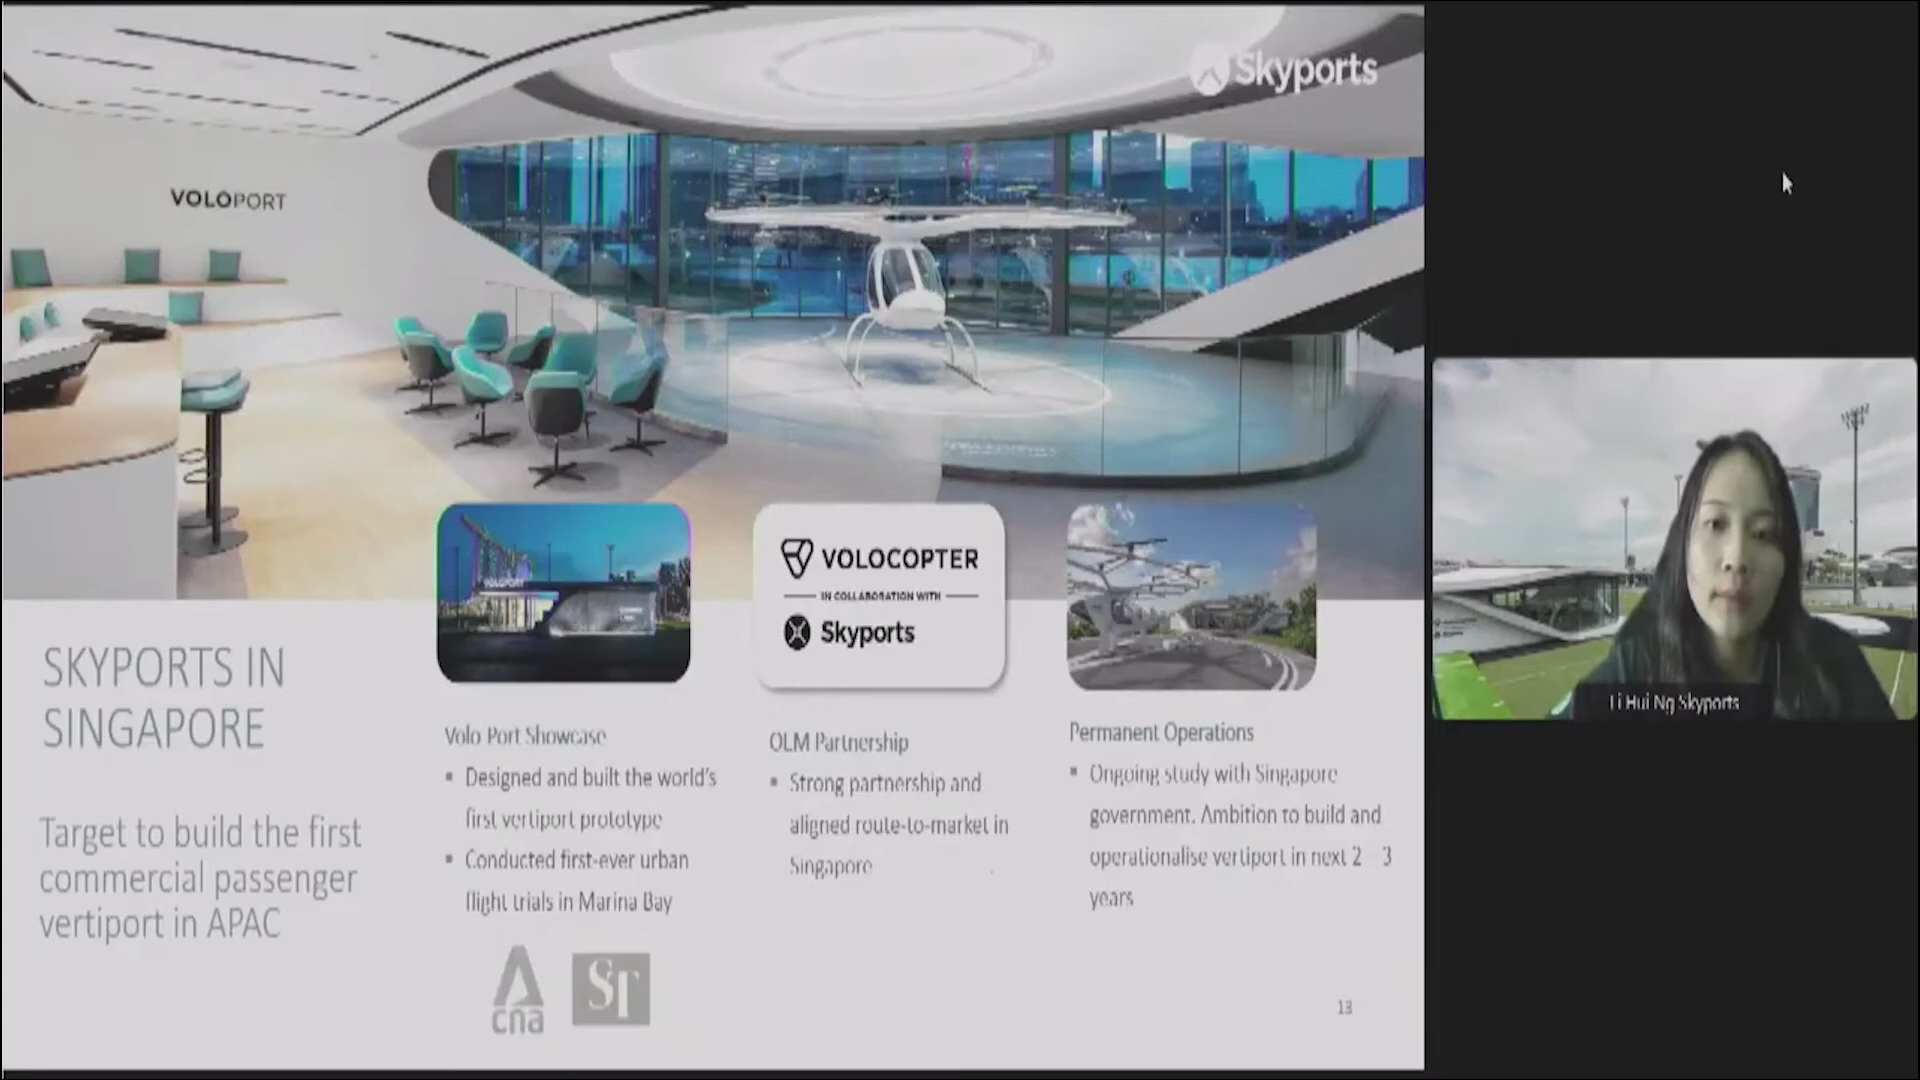 Skyports
VOLOPORT
VOLOPORT
VOLOCOPTER
IN COLLABORATION WITH
Skyports
SKYPORTS IN
SINGAPORE
Target to build the first
commercial passenger
vertiport in APAC
Volo Port Showcase
▪ Designed and built the world's
first vertiport prototype
▪ Conducted first-ever urban
flight trials in Marina Bay
cna
ST
OLM Partnership
▪ Strong partnership and
aligned route-to-market in
Singapore
Permanent Operations
▪ Ongoing study with Singapore
government. Ambition to build and
operationalise vertiport in next 2 3
years
13
Li Hui Ng Skyports